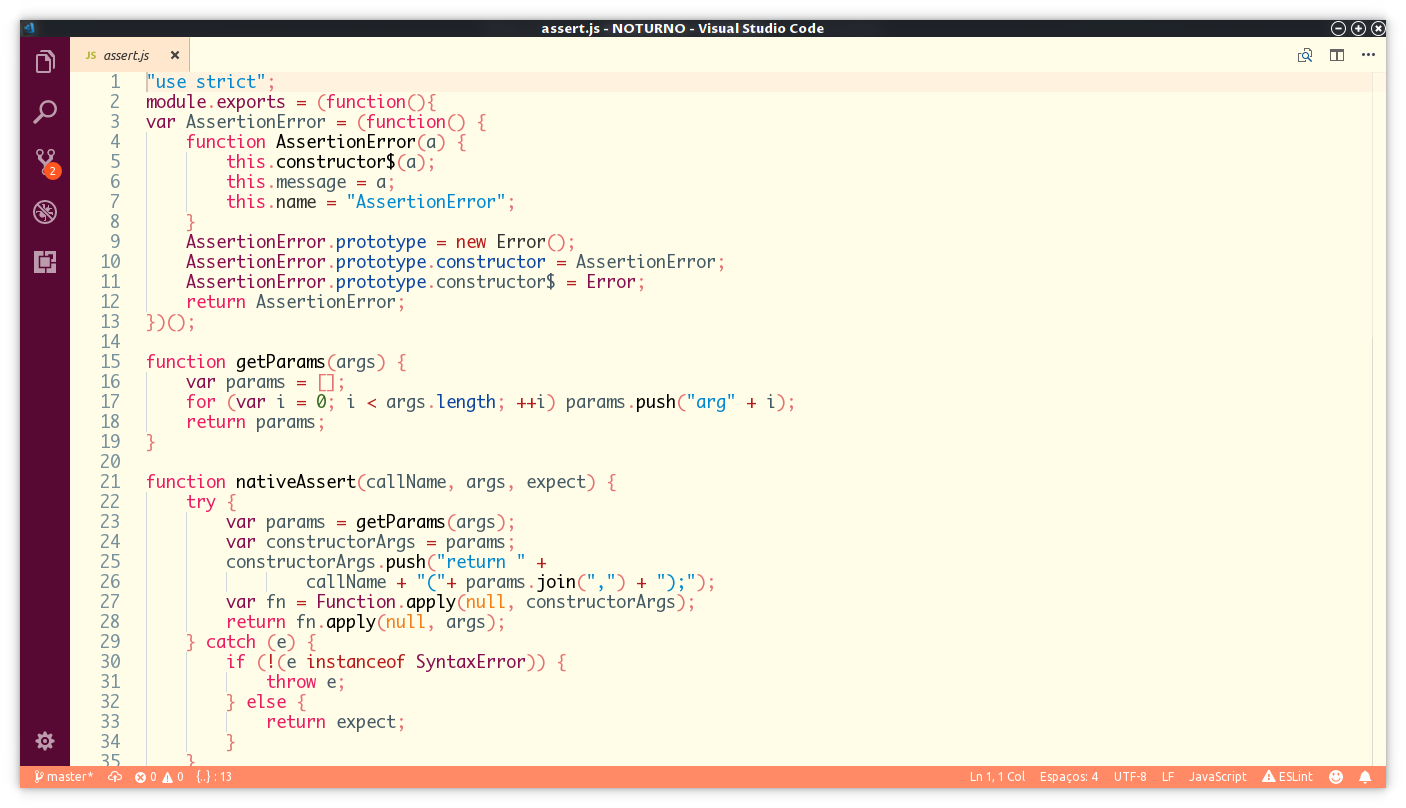 assert.js - NOTURNO - Visual Studio Code
JS assert.js
2
1 "use strict";
2 module.exports = (function(){
3 var AssertionError = (function() {
4     function AssertionError(a) {
5         this.constructor$(a);
6         this.message = a;
7         this.name = "AssertionError";
8     }
9     AssertionError.prototype = new Error();
10     AssertionError.prototype.constructor = AssertionError;
11     AssertionError.prototype.constructor$ = Error;
12     return AssertionError;
13 })();
14
15 function getParams(args) {
16     var params = [];
17     for (var i = 0; i < args.length; ++i) params.push("arg" + i);
18     return params;
19 }
20
21 function nativeAssert(callName, args, expect) {
22     try {
23         var params = getParams(args);
24         var constructorArgs = params;
25         constructorArgs.push("return " +
26                 callName + "("+ params.join(",") + ");");
27         var fn = Function.apply(null, constructorArgs);
28         return fn.apply(null, args);
29     } catch (e) {
30         if (!(e instanceof SyntaxError)) {
31             throw e;
32         } else {
33             return expect;
34         }
35     }
master* 0 0 {..} : 13 Ln 1, 1 Col Espaços: 4 UTF-8 LF JavaScript ESLint